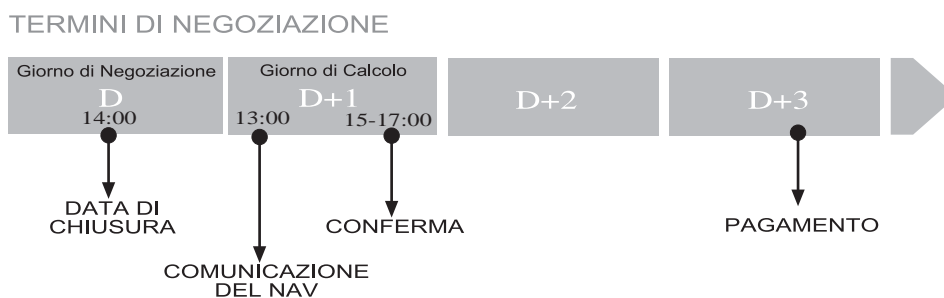 TERMINI DI NEGOZIAZIONE
Giorno di Negoziazione
D
14:00
Giorno di Calcolo
D+1
13:00
15-17:00
D+2
D+3
DATA DI
CHIUSURA
COMUNICAZIONE
DEL NAV
CONFERMA
PAGAMENTO